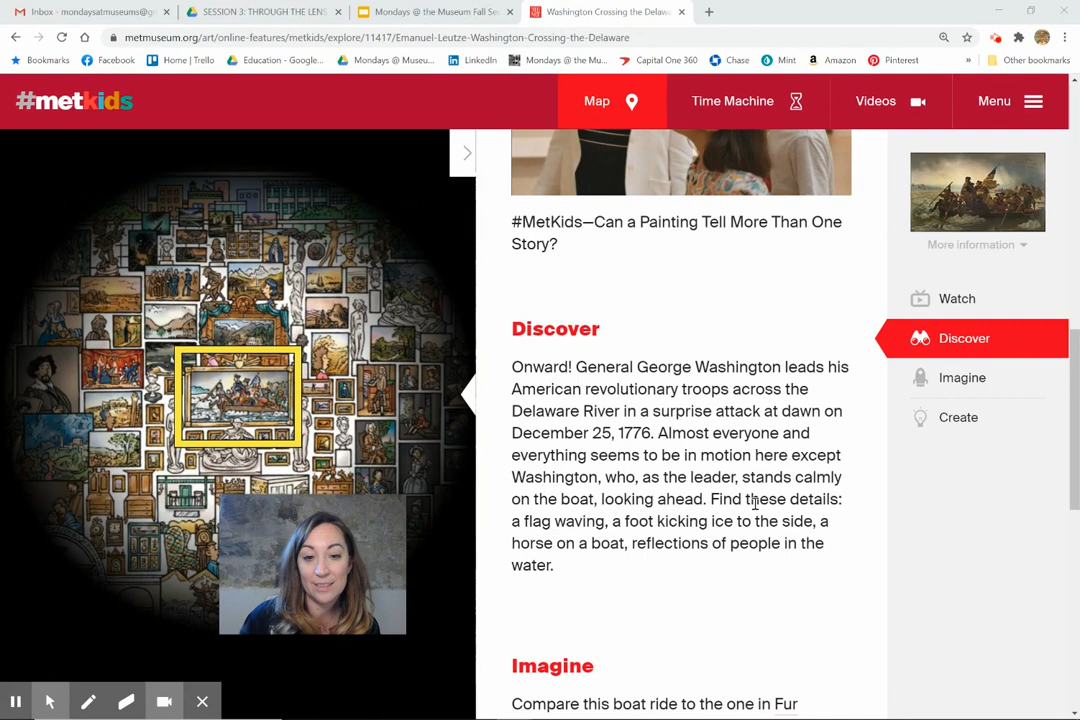 Inbox - mondaysatmuseums@g
SESSION 3: THROUGH THE LENS
Mondays @ the Museum Fall Se
Washington Crossing the Delawa
metmuseum.org/art/online-features/metkids/explore/11417/Emanuel-Leutze-Washington-Crossing-the-Delaware
Bookmarks
Facebook
Home | Trello
Education - Google...
Mondays @ Museu...
LinkedIn
Mondays @ the Mu...
Capital One 360
Chase
Mint
Amazon
Pinterest
»
Other bookmarks
#metkids
Map
Time Machine
Videos
Menu
#MetKids—Can a Painting Tell More Than One
Story?
More information
Watch
Discover
Imagine
Create
Discover
Onward! General George Washington leads his
American revolutionary troops across the
Delaware River in a surprise attack at dawn on
December 25, 1776. Almost everyone and
everything seems to be in motion here except
Washington, who, as the leader, stands calmly
on the boat, looking ahead. Find these details:
a flag waving, a foot kicking ice to the side, a
horse on a boat, reflections of people in the
water.
Imagine
Compare this boat ride to the one in Fur